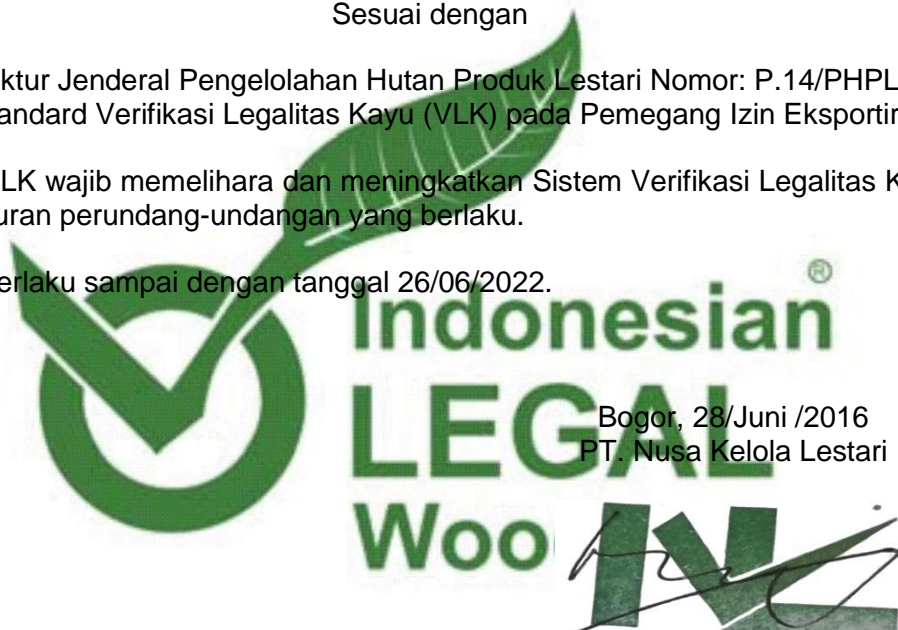 Sesuai dengan
ktur Jenderal Pengelolahan Hutan Produk Lestari Nomor: P.14/PHPL
andard Verifikasi Legalitas Kayu (VLK) pada Pemegang Izin Eksportir
LK wajib memelihara dan meningkatkan Sistem Verifikasi Legalitas K
uran perundang-undangan yang berlaku.
erlaku sampai dengan tanggal 26/06/2022.
Indonesian ®
LEGAL
Woo
Bogor, 28/Juni /2016
PT. Nusa Kelola Lestari